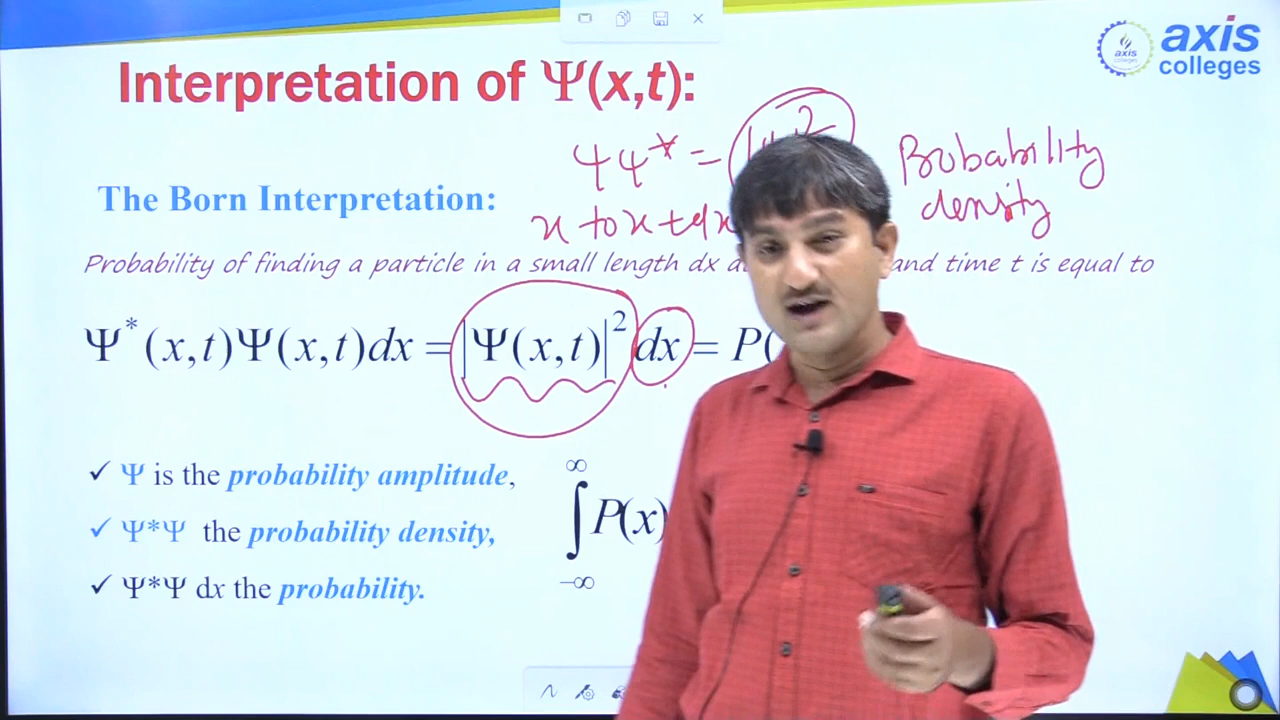 Interpretation of Ψ(x,t):
axis
colleges
ψψ* = |ψ|²
Probability
density
The Born Interpretation:
x to x+dx
Probability of finding a particle in a small length dx and time t is equal to
Ψ*(x,t)Ψ(x,t)dx = |Ψ(x,t)|² dx = P(
✓ Ψ is the probability amplitude,
✓ Ψ*Ψ the probability density,
✓ Ψ*Ψ dx the probability.
∞
∫ P(x)
−∞